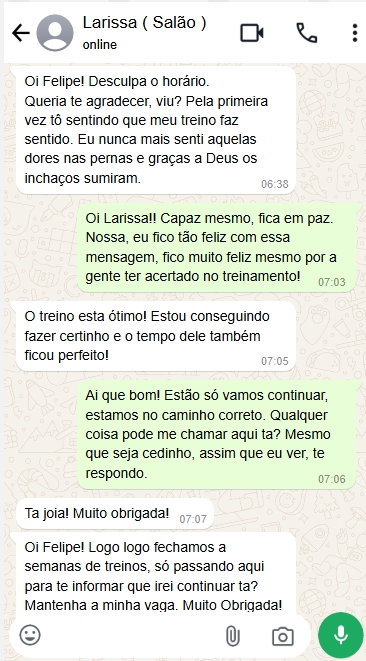 Larissa ( Salão )
online
Oi Felipe! Desculpa o horário.
Queria te agradecer, viu? Pela primeira
vez tô sentindo que meu treino faz
sentido. Eu nunca mais senti aquelas
dores nas pernas e graças a Deus os
inchaços sumiram.
06:38
Oi Larissa!! Capaz mesmo, fica em paz.
Nossa, eu fico tão feliz com essa
mensagem, fico muito feliz mesmo por a
gente ter acertado no treinamento!
07:03
O treino esta ótimo! Estou conseguindo
fazer certinho e o tempo dele também
ficou perfeito!
07:05
Ai que bom! Estão só vamos continuar,
estamos no caminho correto. Qualquer
coisa pode me chamar aqui ta? Mesmo
que seja cedinho, assim que eu ver, te
respondo.
07:06
Ta joia! Muito obrigada!
07:07
Oi Felipe! Logo logo fechamos a
semanas de treinos, só passando aqui
para te informar que irei continuar ta?
Mantenha a minha vaga. Muito Obrigada!